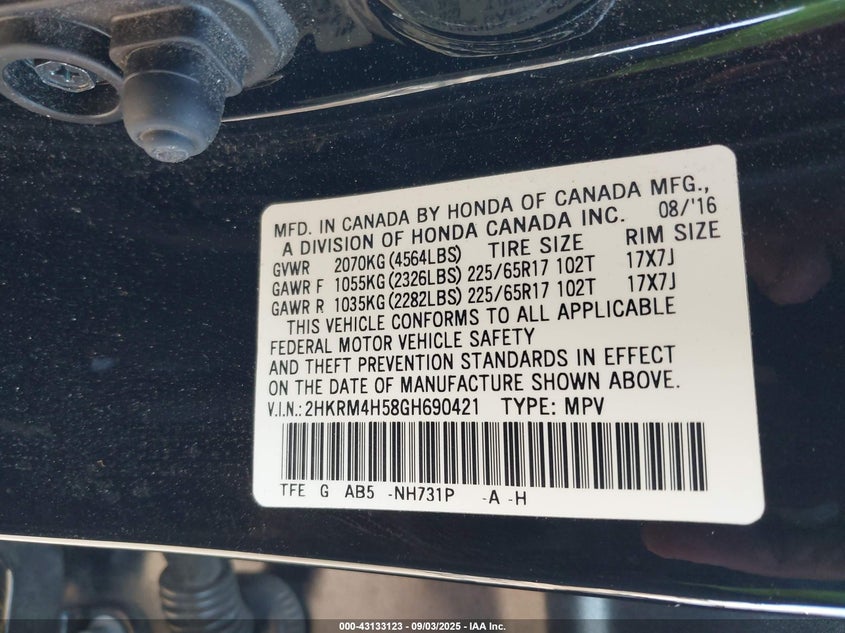 MFD. IN CANADA BY HONDA OF CANADA MFG.,
A DIVISION OF HONDA CANADA INC. 08/'16
GVWR 2070KG(4564LBS) TIRE SIZE RIM SIZE
GAWR F 1055KG(2326LBS) 225/65R17 102T 17X7J
GAWR R 1035KG(2282LBS) 225/65R17 102T 17X7J
THIS VEHICLE CONFORMS TO ALL APPLICABLE
FEDERAL MOTOR VEHICLE SAFETY
AND THEFT PREVENTION STANDARDS IN EFFECT
ON THE DATE OF MANUFACTURE SHOWN ABOVE.
V.I.N.: 2HKRM4H58GH690421 TYPE: MPV
TFE G AB5 -NH731P -A -H
000-43133123 - 09/03/2025 - IAA Inc.